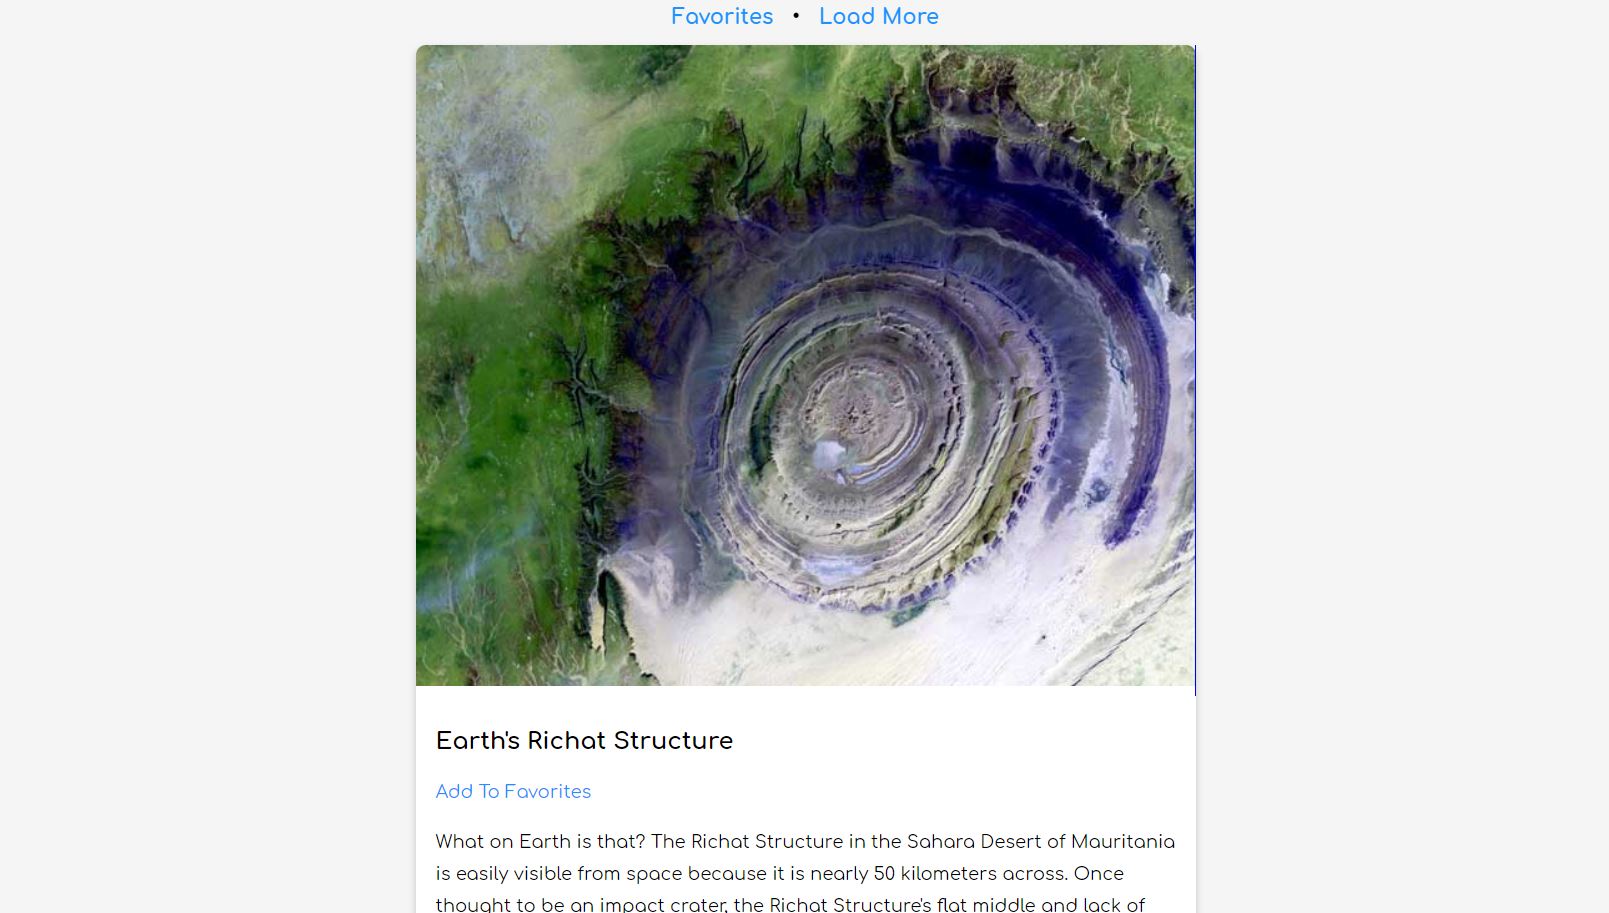 Favorites • Load More
Earth's Richat Structure
Add To Favorites
What on Earth is that? The Richat Structure in the Sahara Desert of Mauritania
is easily visible from space because it is nearly 50 kilometers across. Once
thought to be an impact crater, the Richat Structure's flat middle and lack of